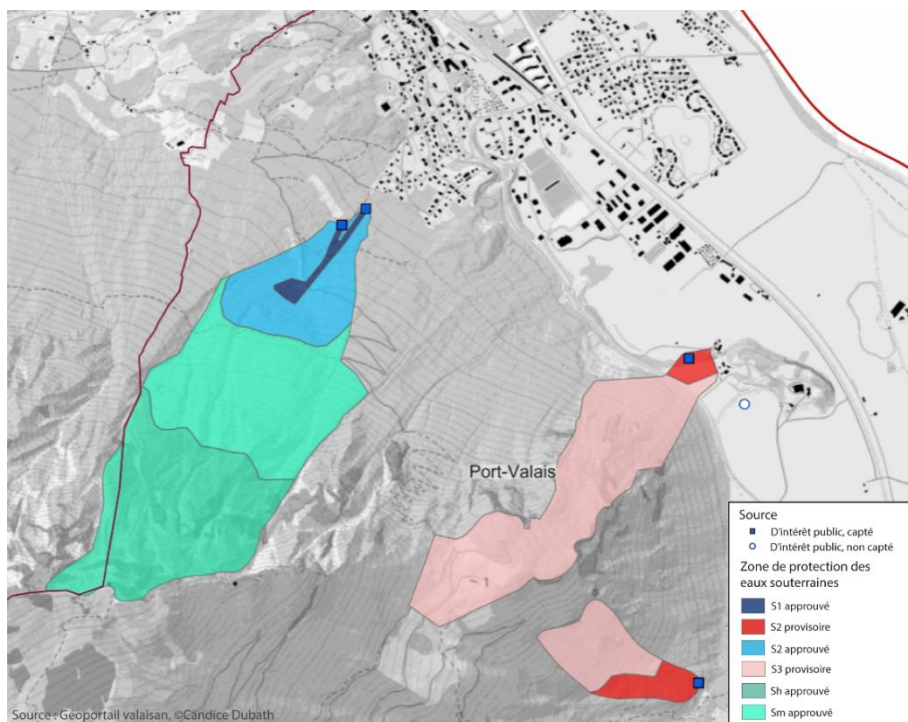 Port-Valais
Source
D'intérêt public, capté
D'intérêt public, non capté
Zone de protection des
eaux souterraines
S1 approuvé
S2 provisoire
S2 approuvé
S3 provisoire
Sh approuvé
Sm approuvé
Source : Géoportail valaisan, ©Candice Dubath